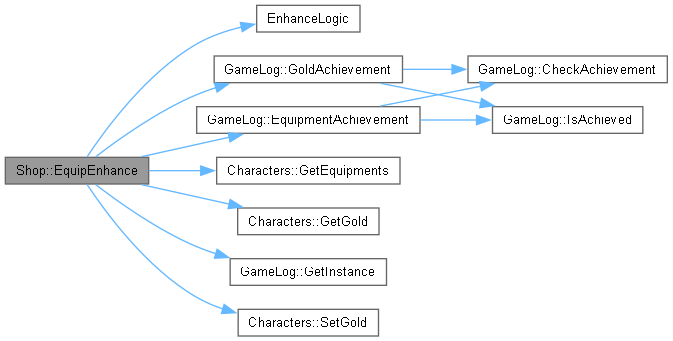 EnhanceLogic
GameLog::GoldAchievement
GameLog::CheckAchievement
GameLog::EquipmentAchievement
GameLog::IsAchieved
Shop::EquipEnhance
Characters::GetEquipments
Characters::GetGold
GameLog::GetInstance
Characters::SetGold